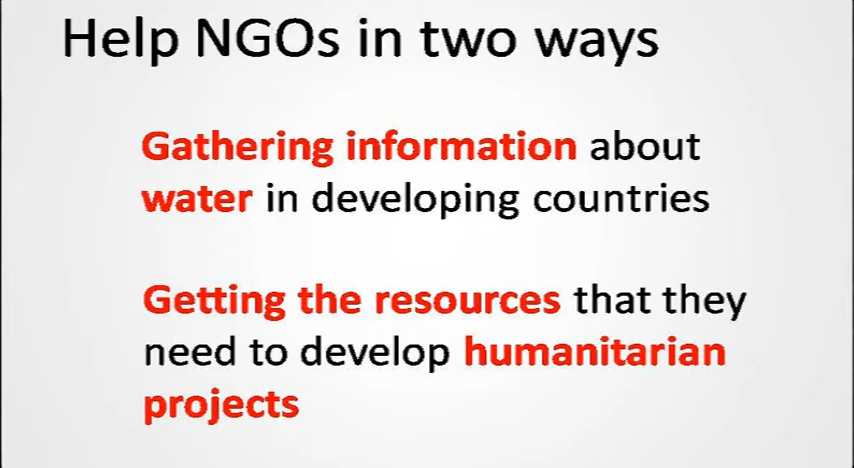 Help NGOs in two ways
Gathering information about
water in developing countries
Getting the resources that they
need to develop humanitarian
projects